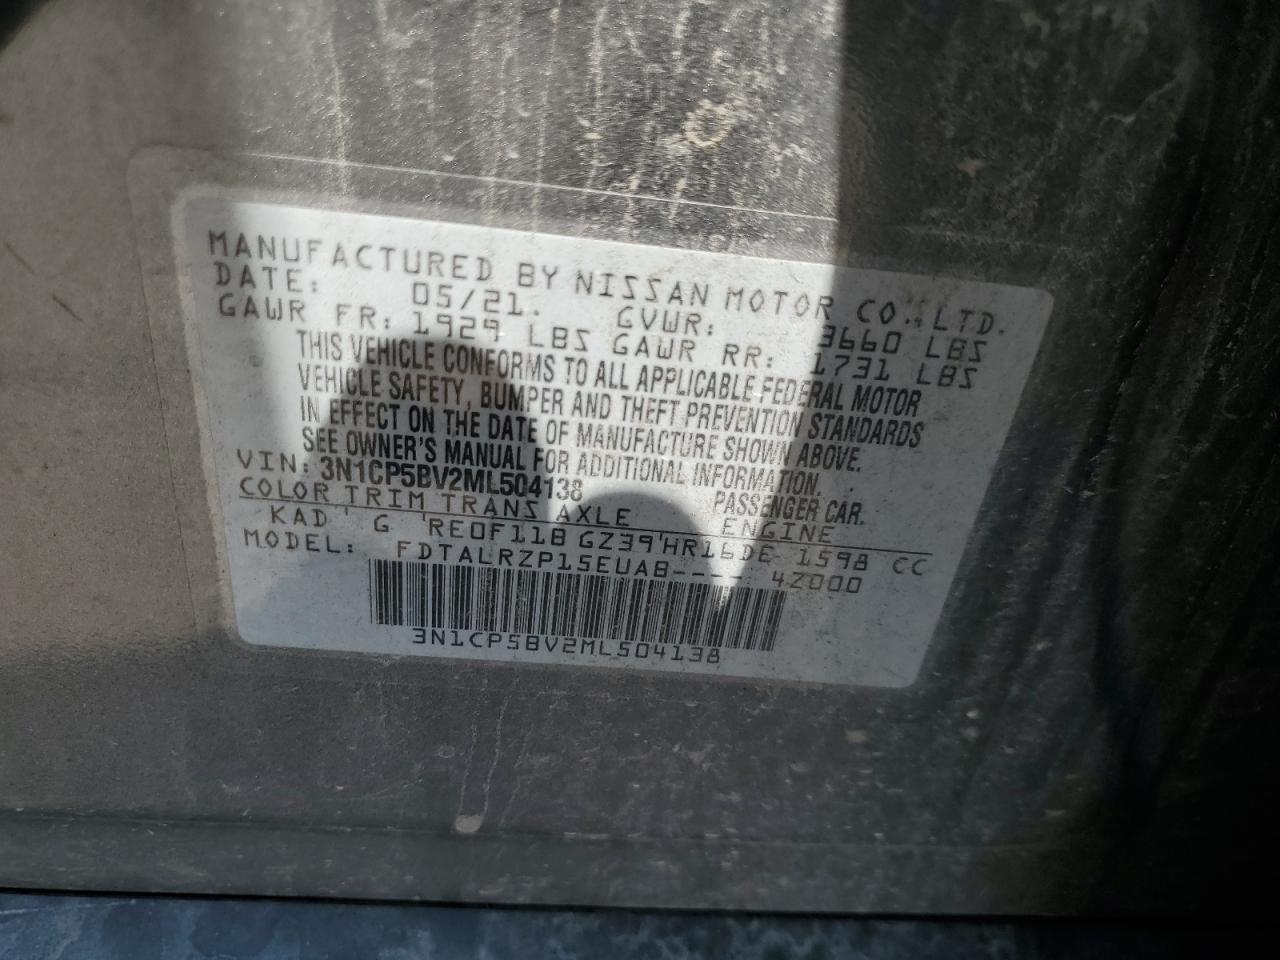 MANUFACTURED BY NISSAN MOTOR CO.,LTD.
DATE: 05/21. GVWR: 3660 LBS
GAWR FR: 1929 LBS GAWR RR: 1731 LBS
THIS VEHICLE CONFORMS TO ALL APPLICABLE FEDERAL MOTOR
VEHICLE SAFETY, BUMPER AND THEFT PREVENTION STANDARDS
IN EFFECT ON THE DATE OF MANUFACTURE SHOWN ABOVE.
SEE OWNER'S MANUAL FOR ADDITIONAL INFORMATION.
VIN: 3N1CP5BV2ML504138 PASSENGER CAR.
COLOR TRIM TRANS AXLE ENGINE
KAD ' G 'RE0F11B GZ39'HR16DE 1598 CC
MODEL: FDTALRZP15EUAB---- 4Z000
3N1CP5BV2ML504138